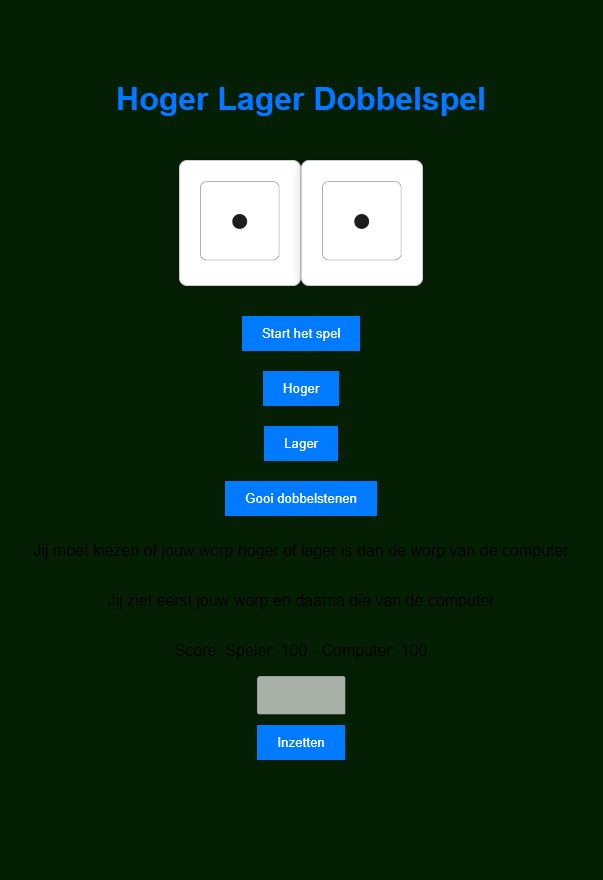 Hoger Lager Dobbelspel
Start het spel
Hoger
Lager
Gooi dobbelstenen
Jij moet kiezen of jouw worp hoger of lager is dan de worp van de computer
Jij ziet eerst jouw worp en daarna die van de computer
Score: Speler: 100 - Computer: 100
Inzetten